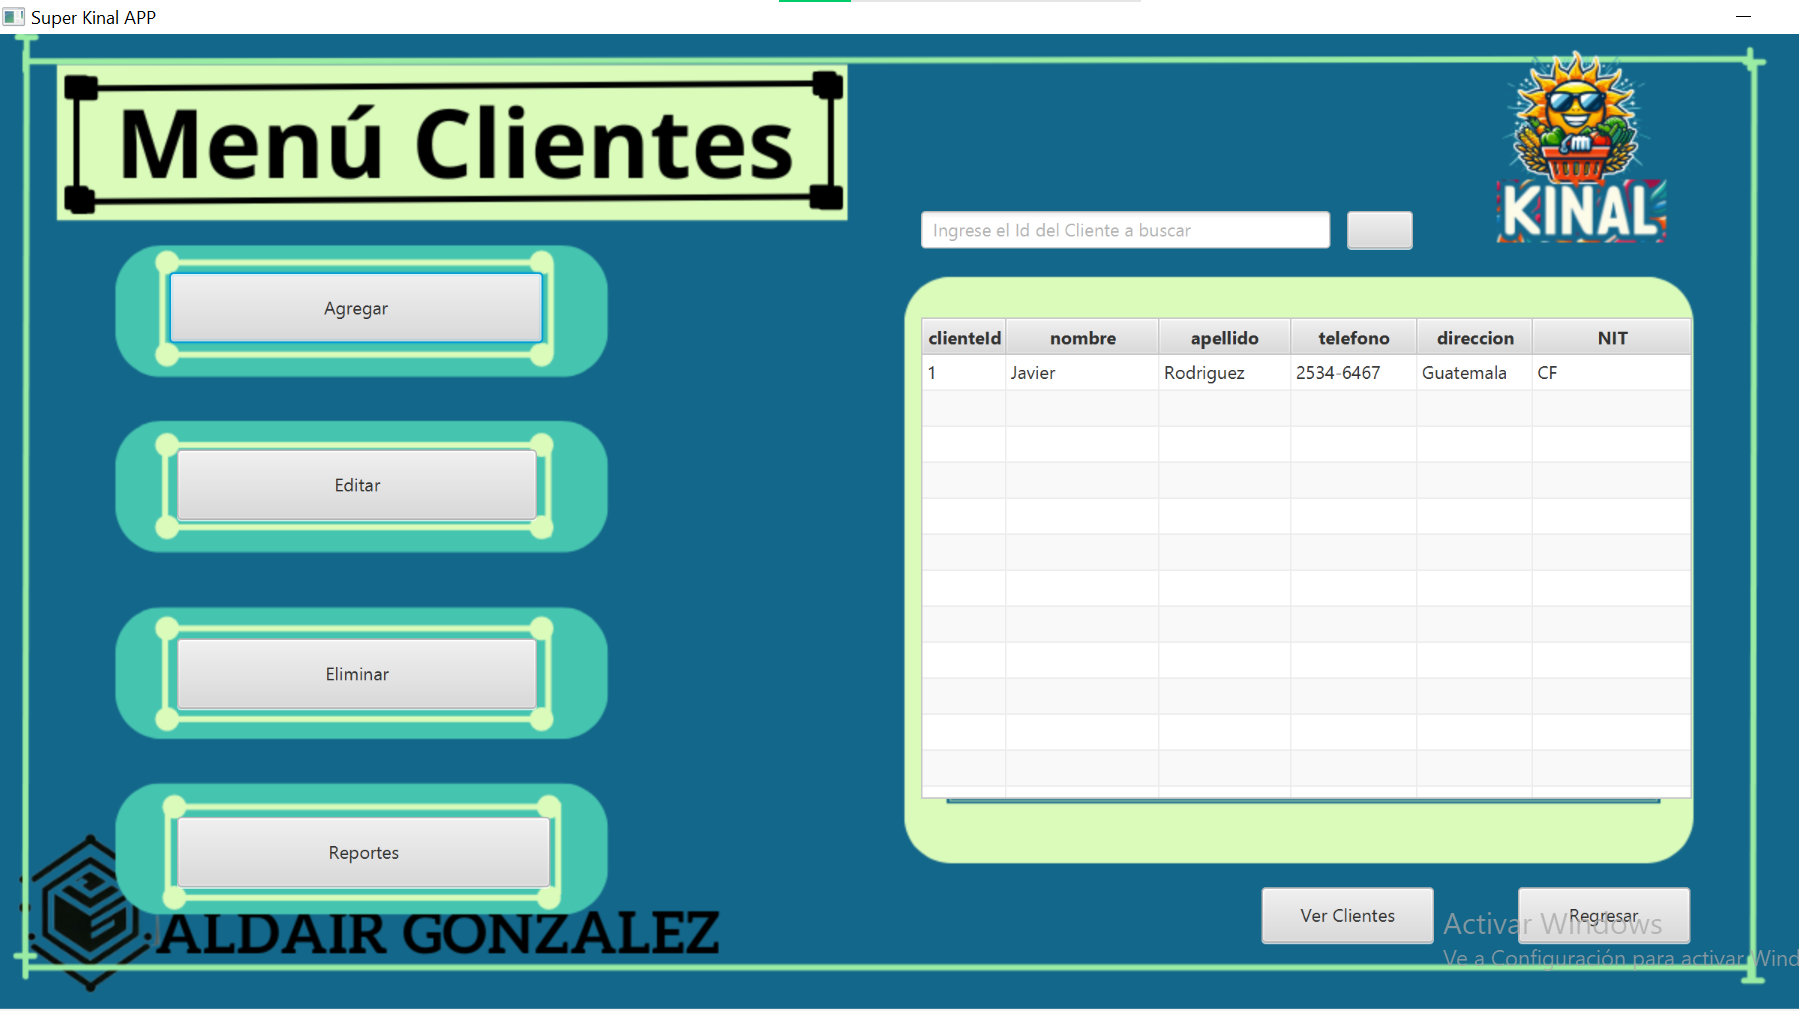 Super Kinal APP
Menú Clientes
KINAL
Ingrese el Id del Cliente a buscar
Agregar
Editar
Eliminar
Reportes
clienteId nombre apellido telefono direccion NIT
1 Javier Rodriguez 2534-6467 Guatemala CF
Ver Clientes
Regresar
ALDAIR GONZALEZ
Activar Windows
Ve a Configuración para activar Wind